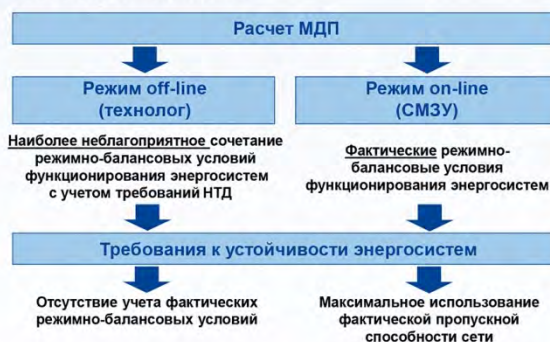 Расчет МДП
Режим off-line
(технолог)
Режим on-line
(СМЗУ)
Наиболее неблагоприятное сочетание
режимно-балансовых условий
функционирования энергосистем
с учетом требований НТД
Фактические режимно-
балансовые условия
функционирования энергосистем
Требования к устойчивости энергосистем
Отсутствие учета фактических
режимно-балансовых условий
Максимальное использование
фактической пропускной
способности сети